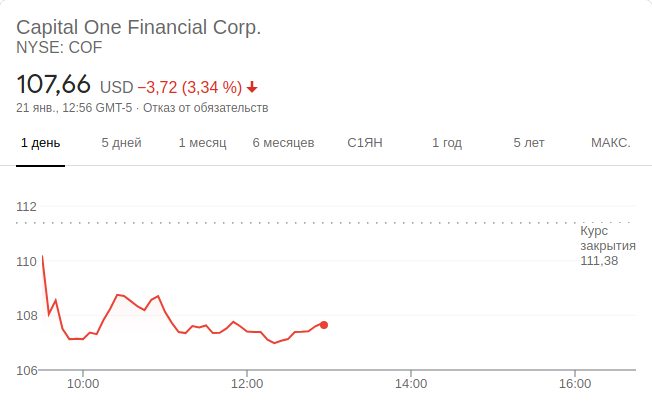 Capital One Financial Corp.
NYSE: COF
107,66 USD −3,72 (3,34 %)
21 янв., 12:56 GMT-5 · Отказ от обязательств
1 день 5 дней 1 месяц 6 месяцев С1ЯН 1 год 5 лет МАКС.
112
Курс
закрытия
111,38
110
108
106
10:00 12:00 14:00 16:00